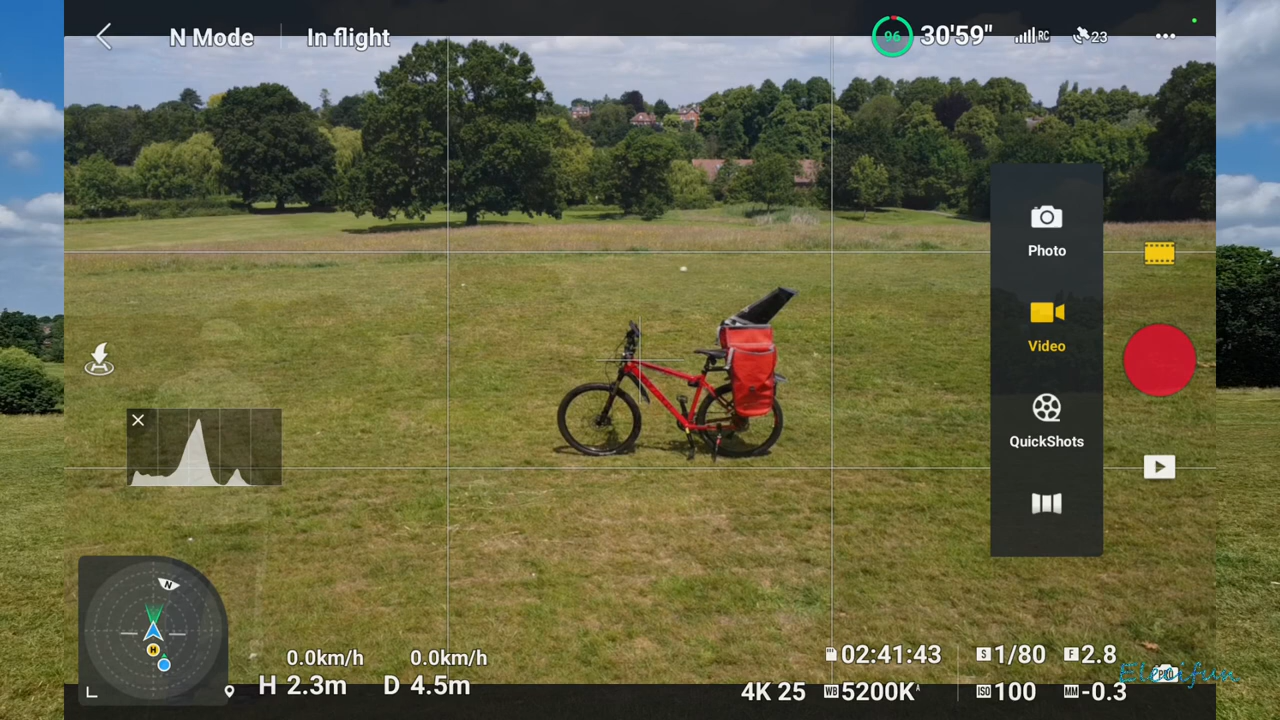 N Mode
In flight
96
30'59"
RC
23
Photo
Video
QuickShots
N
H
0.0km/h
0.0km/h
H 2.3m
D 4.5m
02:41:43
S 1/80
F 2.8
4K 25
WB 5200K A
ISO 100
MM -0.3
PRO